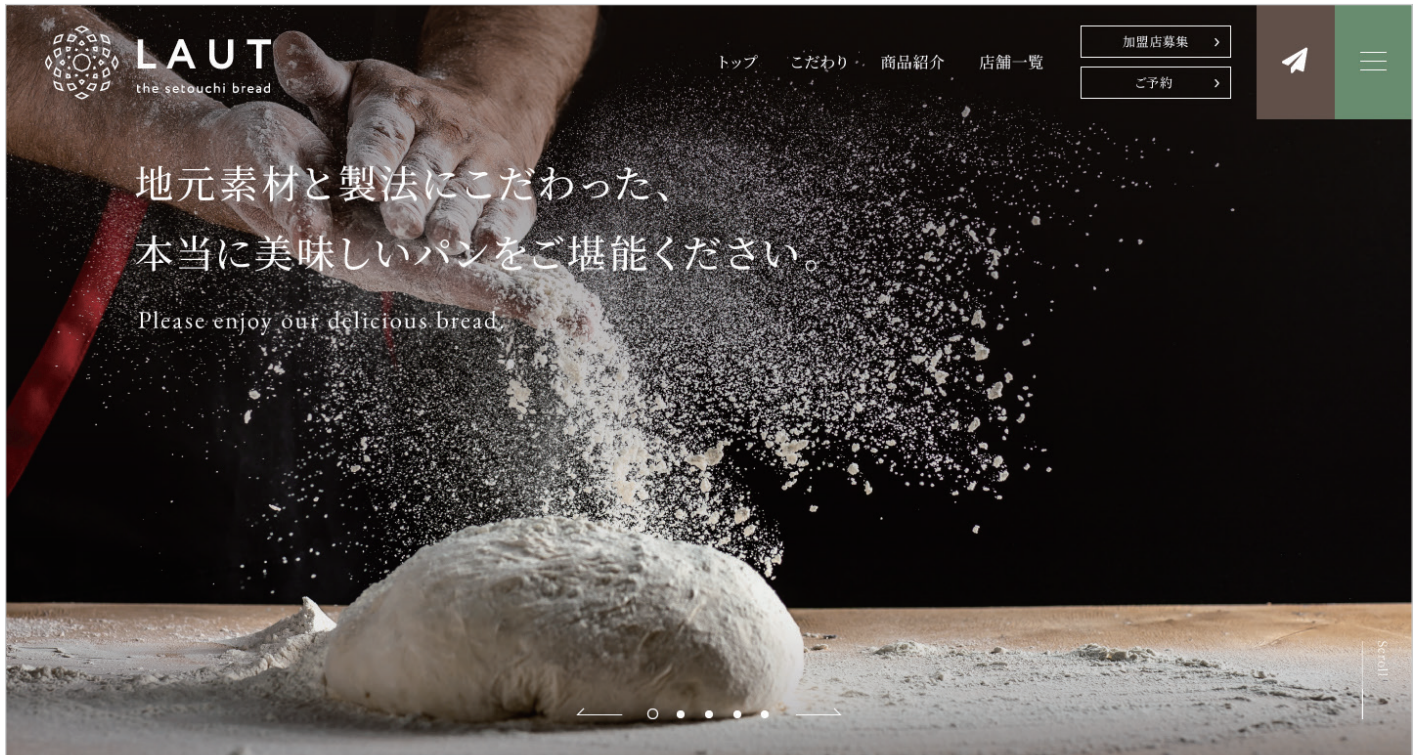 LAUT
the setouchi bread
トップ
こだわり
商品紹介
店舗一覧
加盟店募集
ご予約
地元素材と製法にこだわった、
本当に美味しいパンをご堪能ください。
Please enjoy our delicious bread.
Scroll